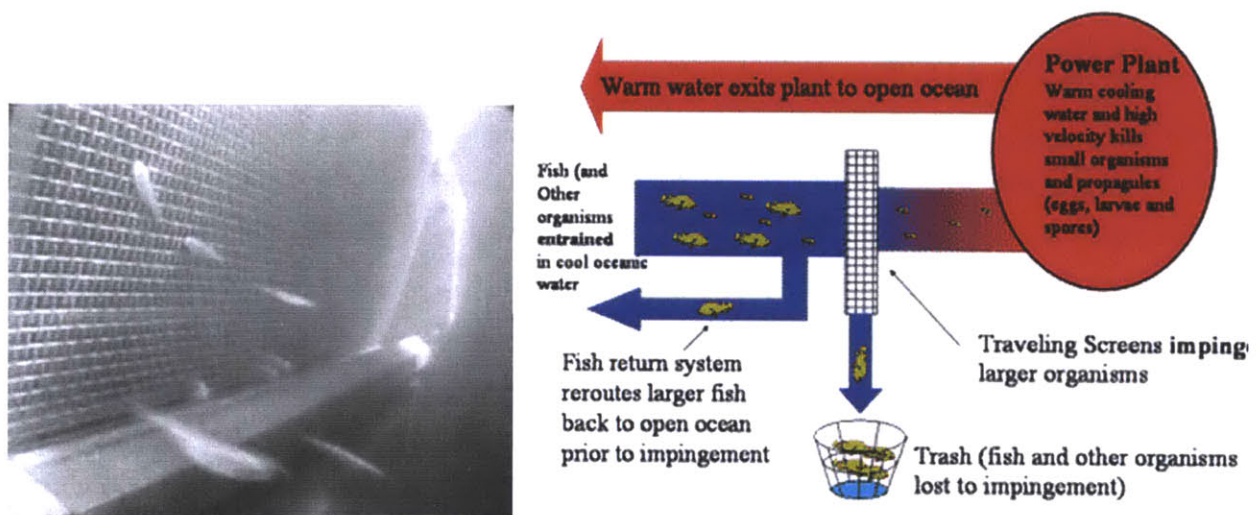 Warm water exits plant to open ocean
Power Plant
Warm cooling
water and high
velocity kills
small organisms
and propagules
(eggs, larvae and
spores)
Fish (and
Other
organisms
entrained
in cool oceanic
water
Fish return system
reroutes larger fish
back to open ocean
prior to impingement
Traveling Screens imping
larger organisms
Trash (fish and other organisms
lost to impingement)